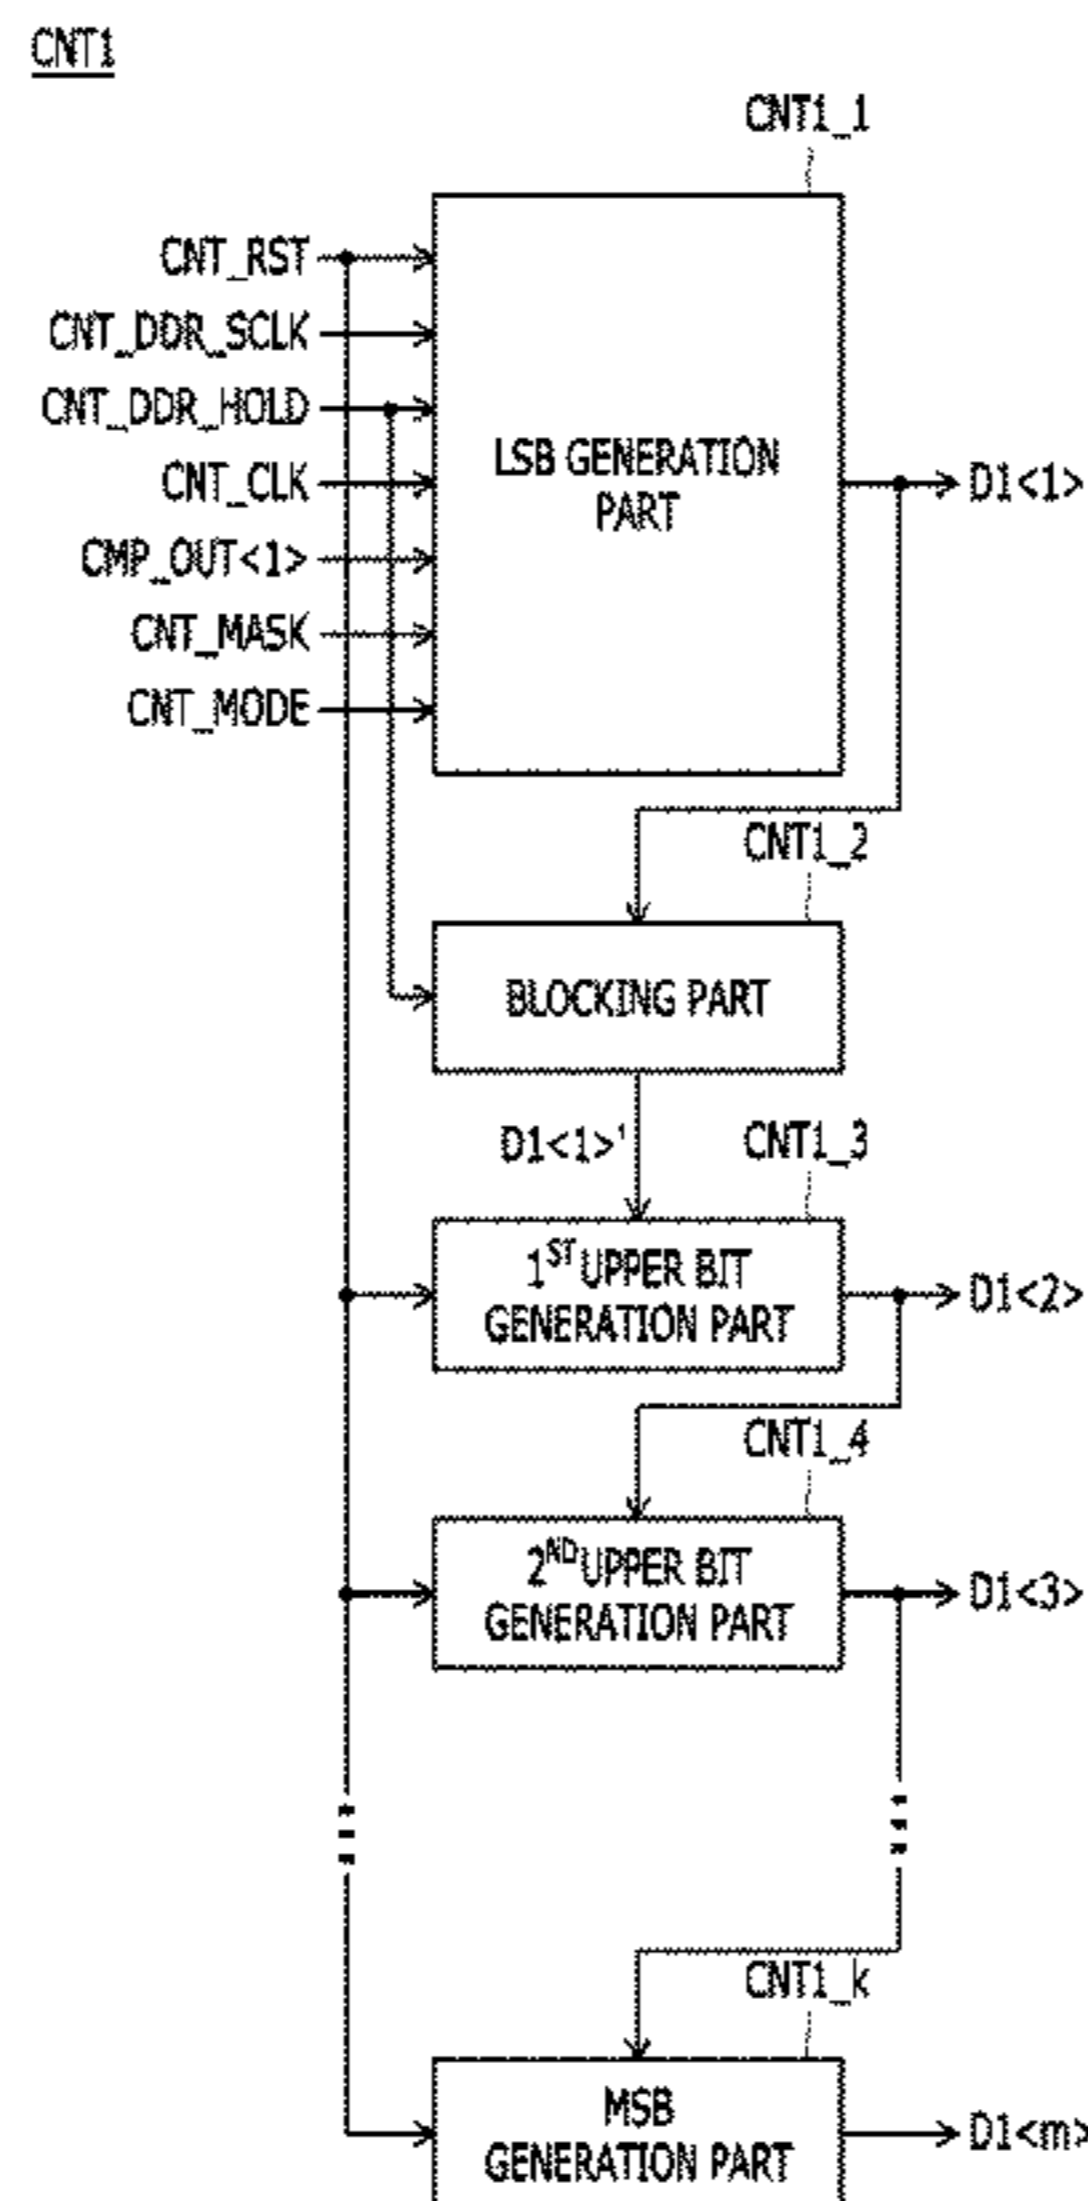 CNT1
CNT1_1
CNT_RST
CNT_DDR_SCLK
CNT_DDR_HOLD
CNT_CLK
CMP_OUT<1>
CNT_MASK
CNT_MODE
LSB GENERATION
PART
D1<1>
CNT1_2
BLOCKING PART
D1<1>'
CNT1_3
1ST UPPER BIT
GENERATION PART
D1<2>
CNT1_4
2ND UPPER BIT
GENERATION PART
D1<3>
CNT1_k
MSB
GENERATION PART
D1<m>